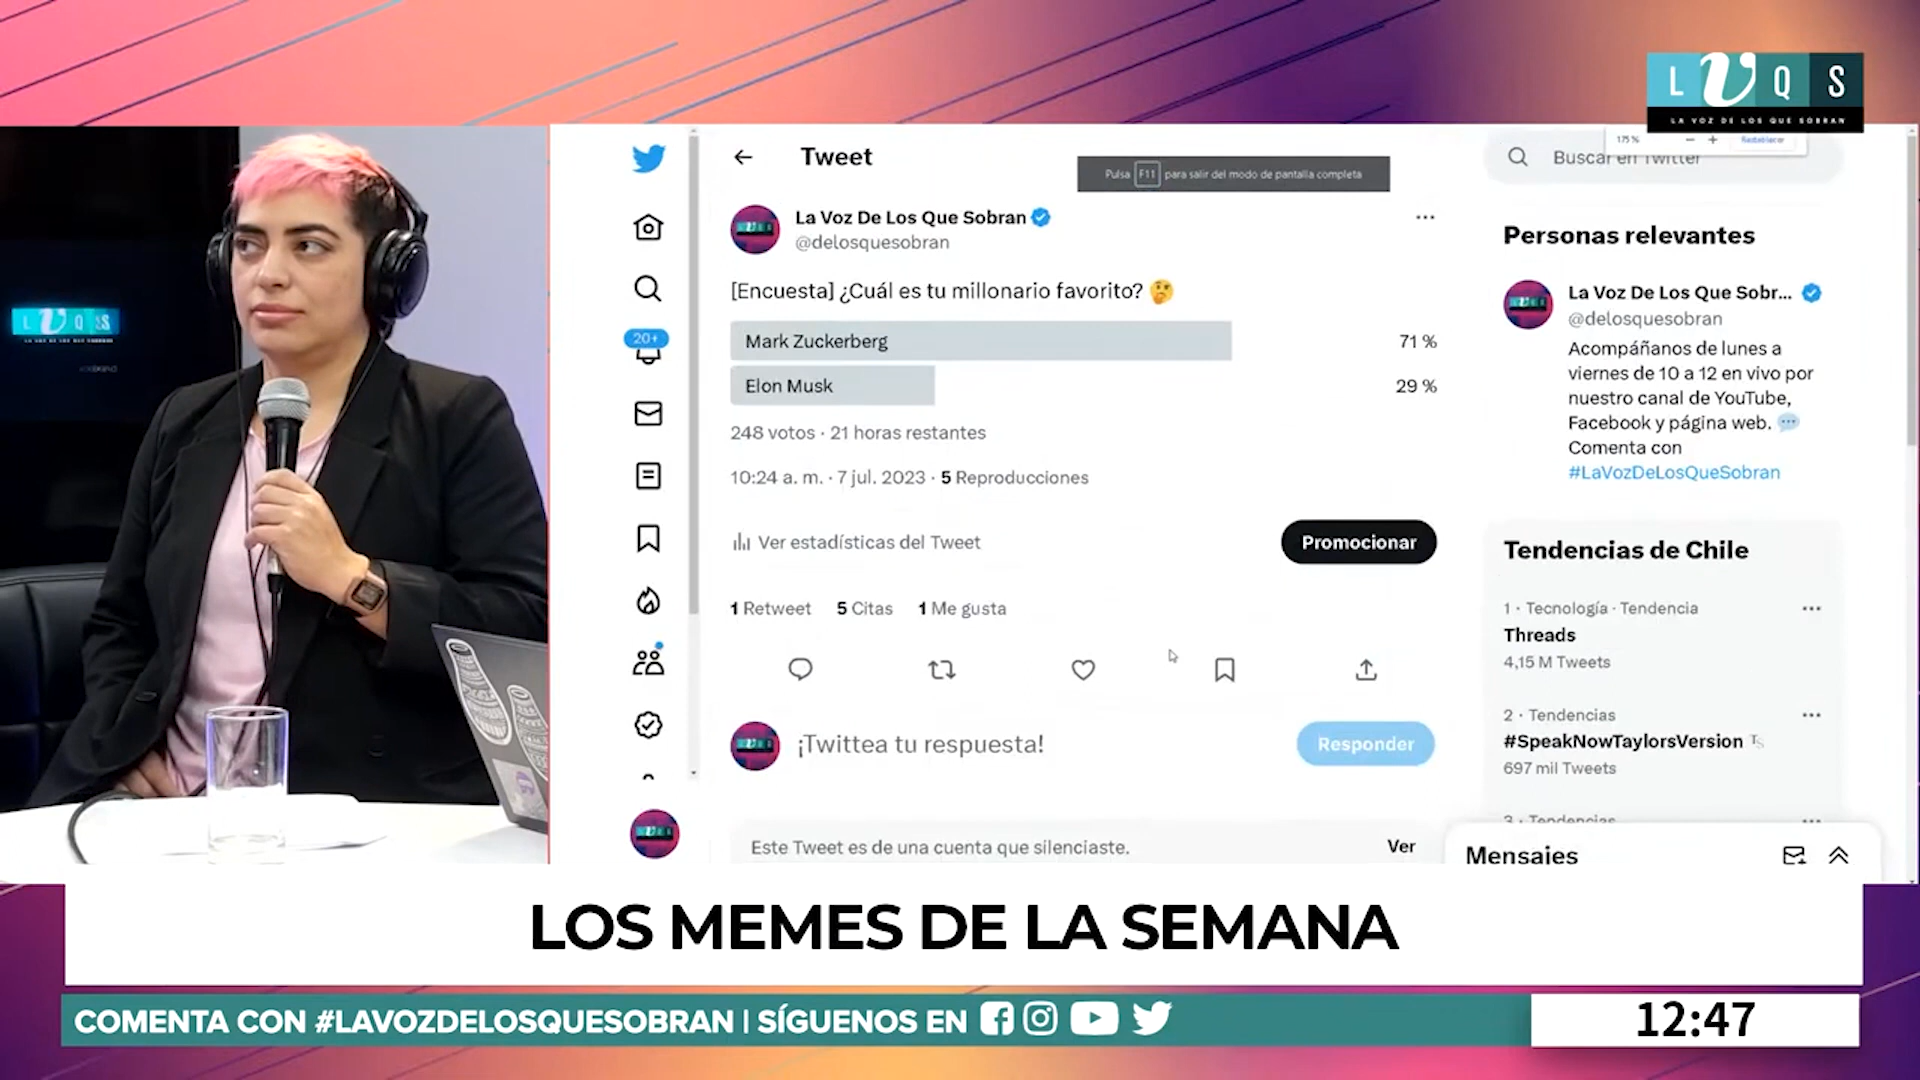 L V Q S
LA VOZ DE LOS QUE SOBRAN
L V Q S
175 %
Restablecer
Tweet
Pulsa F11 para salir del modo de pantalla completa
Buscar en Twitter
La Voz De Los Que Sobran
@delosquesobran
[Encuesta] ¿Cuál es tu millonario favorito? 🤔
Mark Zuckerberg 71 %
Elon Musk 29 %
248 votos · 21 horas restantes
10:24 a. m. · 7 jul. 2023 · 5 Reproducciones
Ver estadísticas del Tweet
Promocionar
1 Retweet 5 Citas 1 Me gusta
¡Twittea tu respuesta!
Responder
Este Tweet es de una cuenta que silenciaste.
Ver
20+
Personas relevantes
La Voz De Los Que Sobr...
@delosquesobran
Acompáñanos de lunes a
viernes de 10 a 12 en vivo por
nuestro canal de YouTube,
Facebook y página web. 💬
Comenta con
#LaVozDeLosQueSobran
Tendencias de Chile
1 · Tecnología · Tendencia
Threads
4,15 M Tweets
2 · Tendencias
#SpeakNowTaylorsVersion
697 mil Tweets
3 · Tendencias
Mensajes
LOS MEMES DE LA SEMANA
COMENTA CON #LAVOZDELOSQUESOBRAN | SÍGUENOS EN
12:47